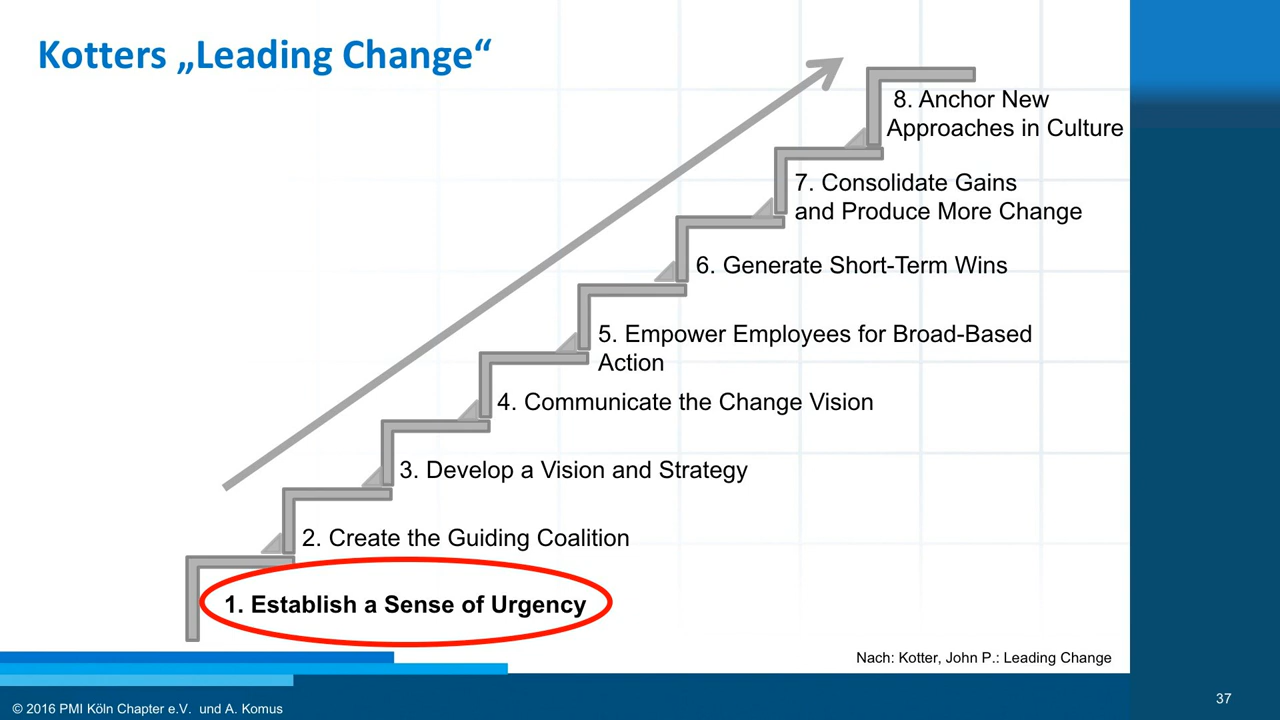 Kotters „Leading Change“
8. Anchor New
Approaches in Culture
7. Consolidate Gains
and Produce More Change
6. Generate Short-Term Wins
5. Empower Employees for Broad-Based
Action
4. Communicate the Change Vision
3. Develop a Vision and Strategy
2. Create the Guiding Coalition
1. Establish a Sense of Urgency
Nach: Kotter, John P.: Leading Change
© 2016 PMI Köln Chapter e.V. und A. Komus
37